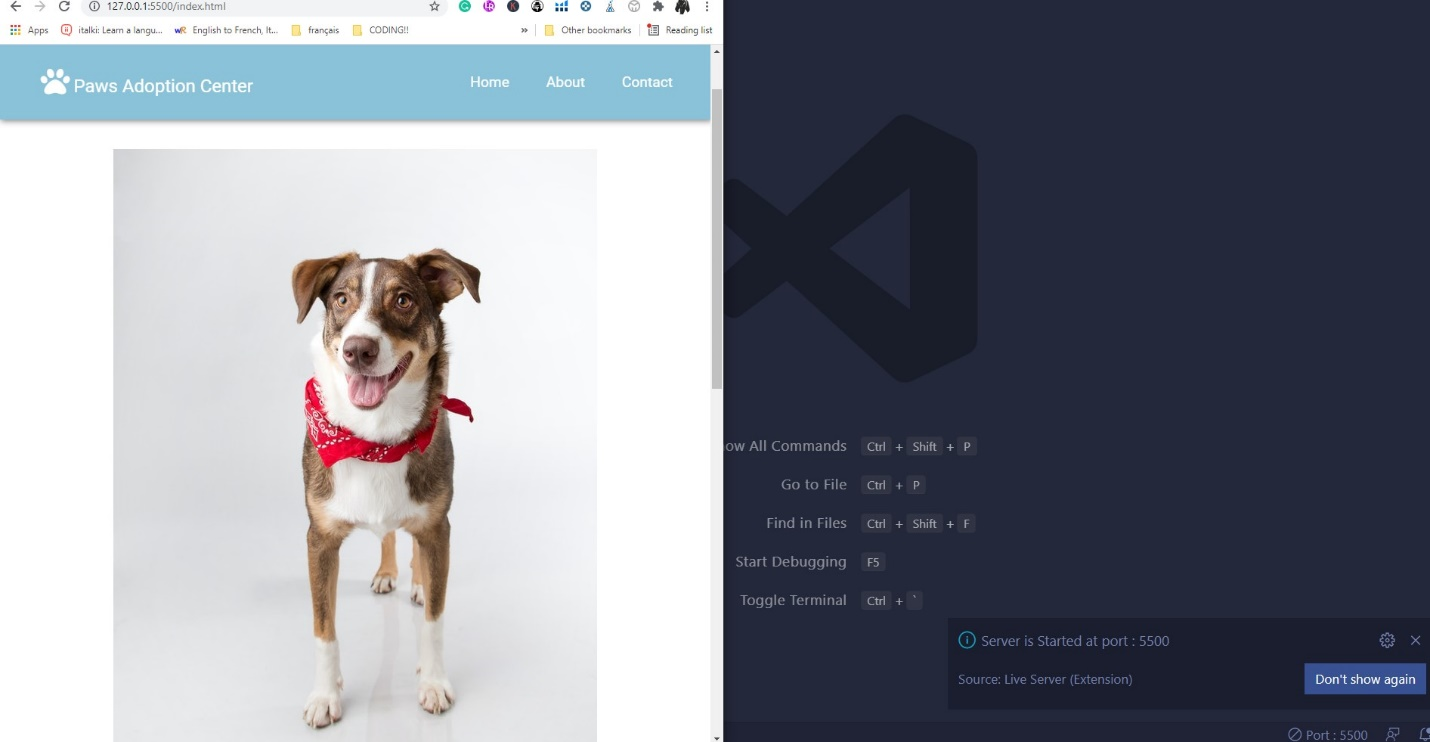 127.0.0.1:5500/index.html
Apps
italki: Learn a langu...
English to French, It...
français
CODING!!
»
Other bookmarks
Reading list
Paws Adoption Center
Home
About
Contact
ow All Commands Ctrl + Shift + P
Go to File Ctrl + P
Find in Files Ctrl + Shift + F
Start Debugging F5
Toggle Terminal Ctrl + `
Server is Started at port : 5500
Source: Live Server (Extension)
Don't show again
Port : 5500